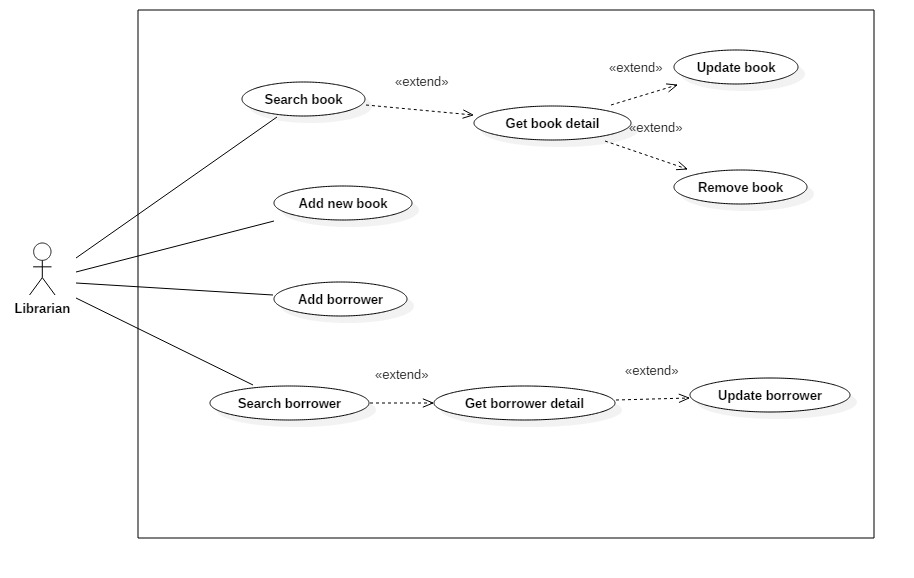 «extend»
Update book
«extend»
Search book
Get book detail
«extend»
Remove book
Add new book
Librarian
Add borrower
«extend»
«extend»
Search borrower
Get borrower detail
Update borrower